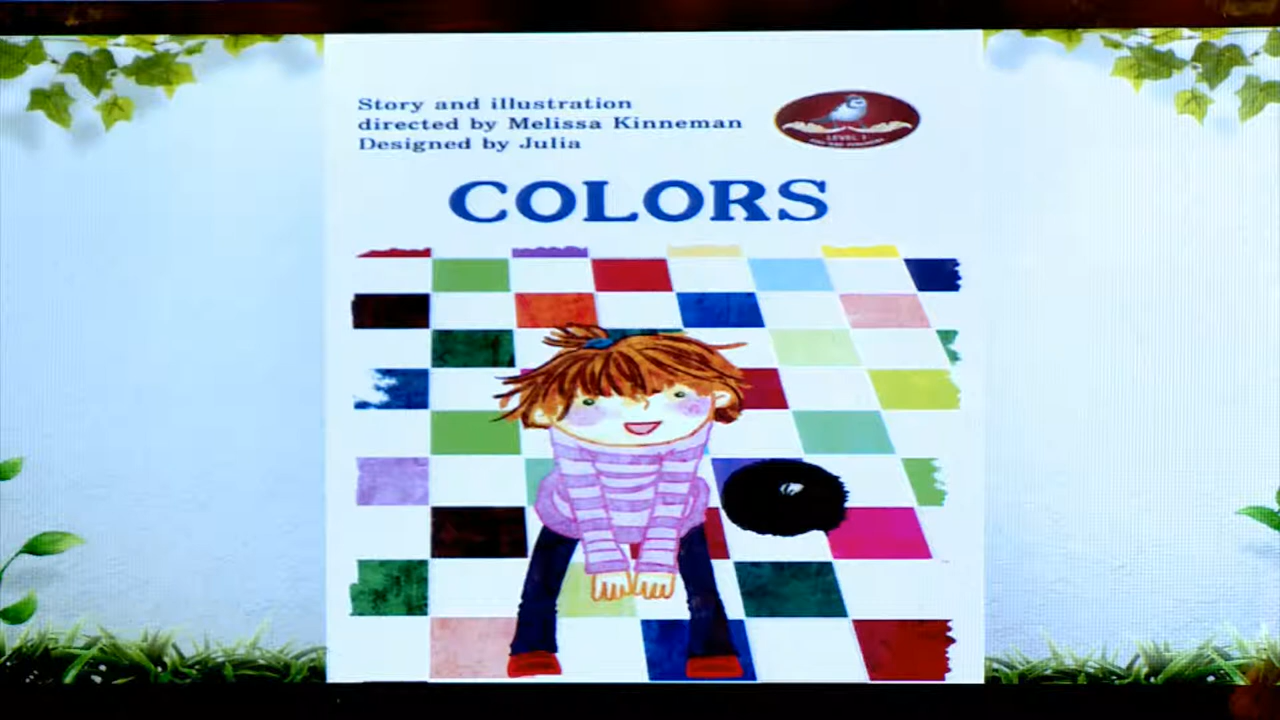 Story and illustration
directed by Melissa Kinneman
Designed by Julia
COLORS